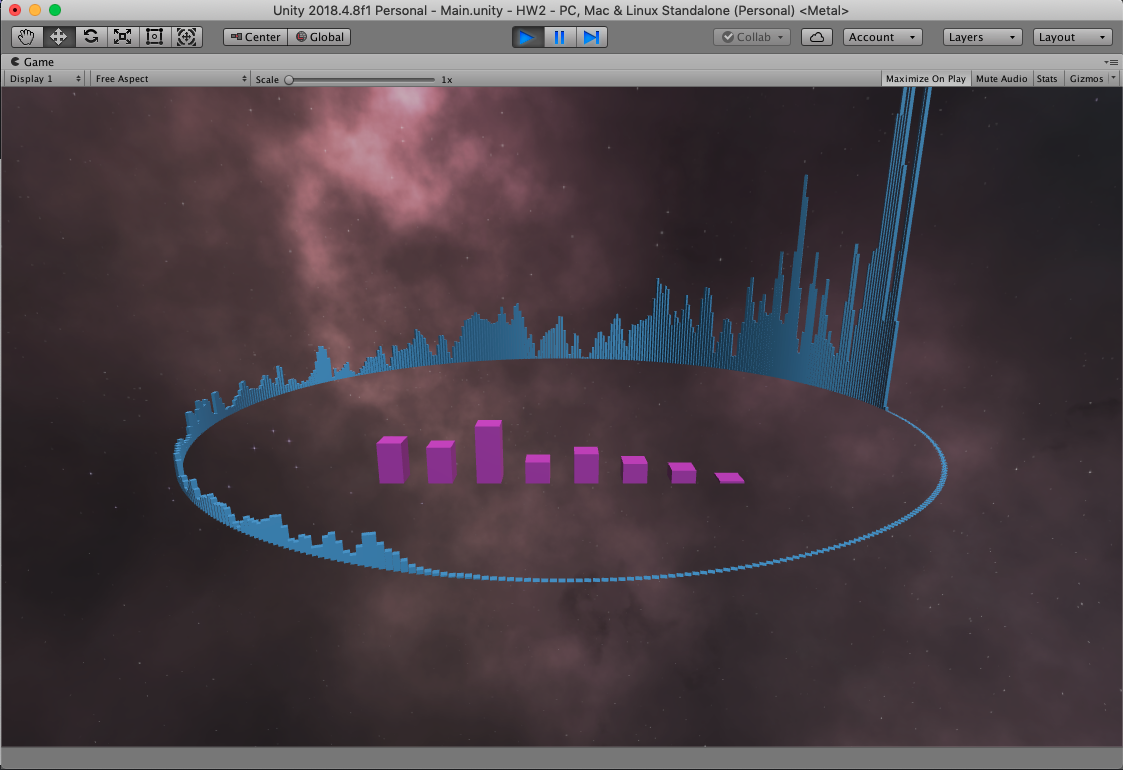 Unity 2018.4.8f1 Personal - Main.unity - HW2 - PC, Mac & Linux Standalone (Personal) <Metal>
Center Global Collab Account Layers Layout
Game
Display 1 Free Aspect Scale 1x Maximize On Play Mute Audio Stats Gizmos